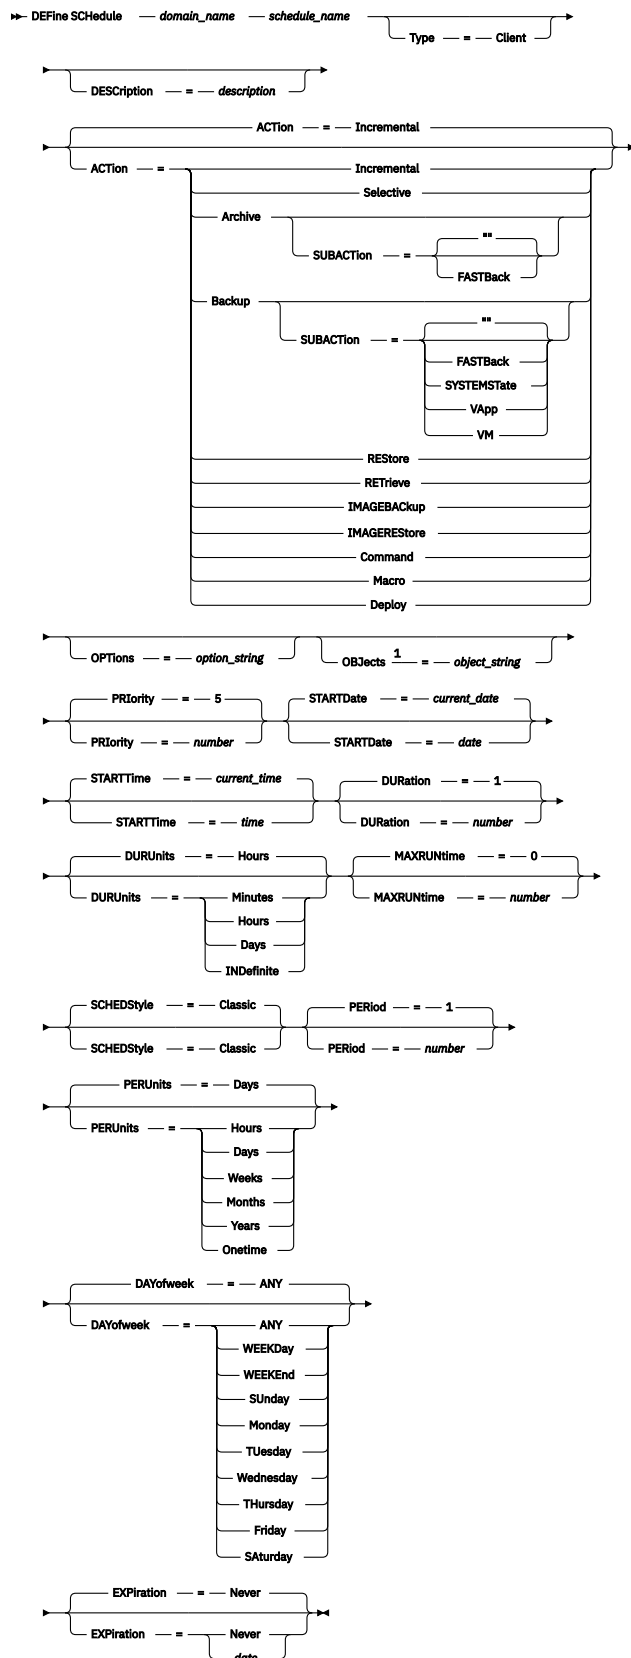 DEFine SCHedule — domain_name — schedule_name
Type — = — Client
DESCription — = — description
ACTion — = — Incremental
ACTion — = Incremental
Selective
Archive
""
SUBACTion — =
FASTBack
Backup
""
SUBACTion — =
FASTBack
SYSTEMSTate
VApp
VM
REStore
RETrieve
IMAGEBACkup
IMAGEREStore
Command
Macro
Deploy
OPTions — = — option_string OBJects 1 — = — object_string
PRIority — = — 5 STARTDate — = — current_date
PRIority — = — number STARTDate — = — date
STARTTime — = — current_time DURation — = — 1
STARTTime — = — time DURation — = — number
DURUnits — = — Hours MAXRUNtime — = — 0
DURUnits — = Minutes MAXRUNtime — = — number
Hours
Days
INDefinite
SCHEDStyle — = — Classic PERiod — = — 1
SCHEDStyle — = — Classic PERiod — = — number
PERUnits — = — Days
PERUnits — = Hours
Days
Weeks
Months
Years
Onetime
DAYofweek — = — ANY
DAYofweek — = ANY
WEEKDay
WEEKEnd
SUnday
Monday
TUesday
Wednesday
THursday
Friday
SAturday
EXPiration — = — Never
EXPiration — = Never
date